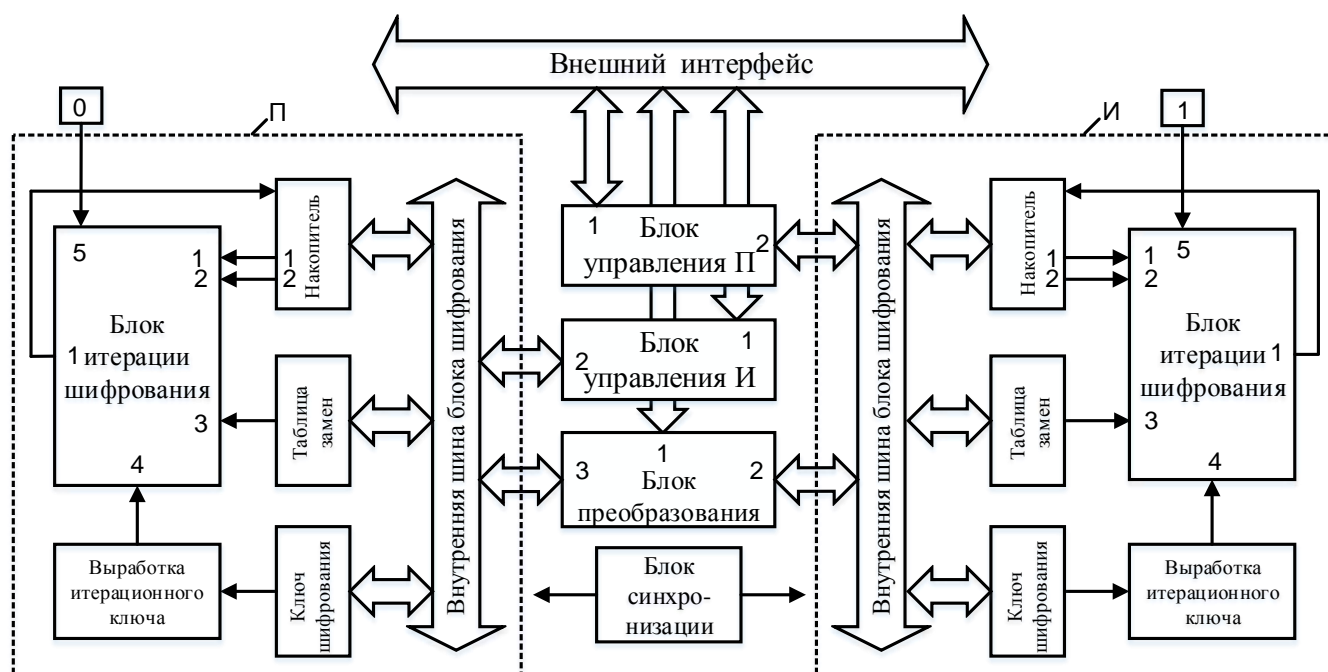 Внешний интерфейс
0
П
И
1
5
1
2
1
2
Накопитель
Блок
итерации
шифрования
1
3
4
Таблица
замен
Выработка
итерационного
ключа
Ключ
шифрования
Внутренняя шина блока шифрования
1
Блок
управления П
2
1
Блок
управления И
2
1
3
2
Блок
преобразования
Блок
синхро-
низации
Внутренняя шина блока шифрования
Накопитель
1
2
1
2
5
Блок
итерации
шифрования
1
3
4
Таблица
замен
Ключ
шифрования
Выработка
итерационного
ключа